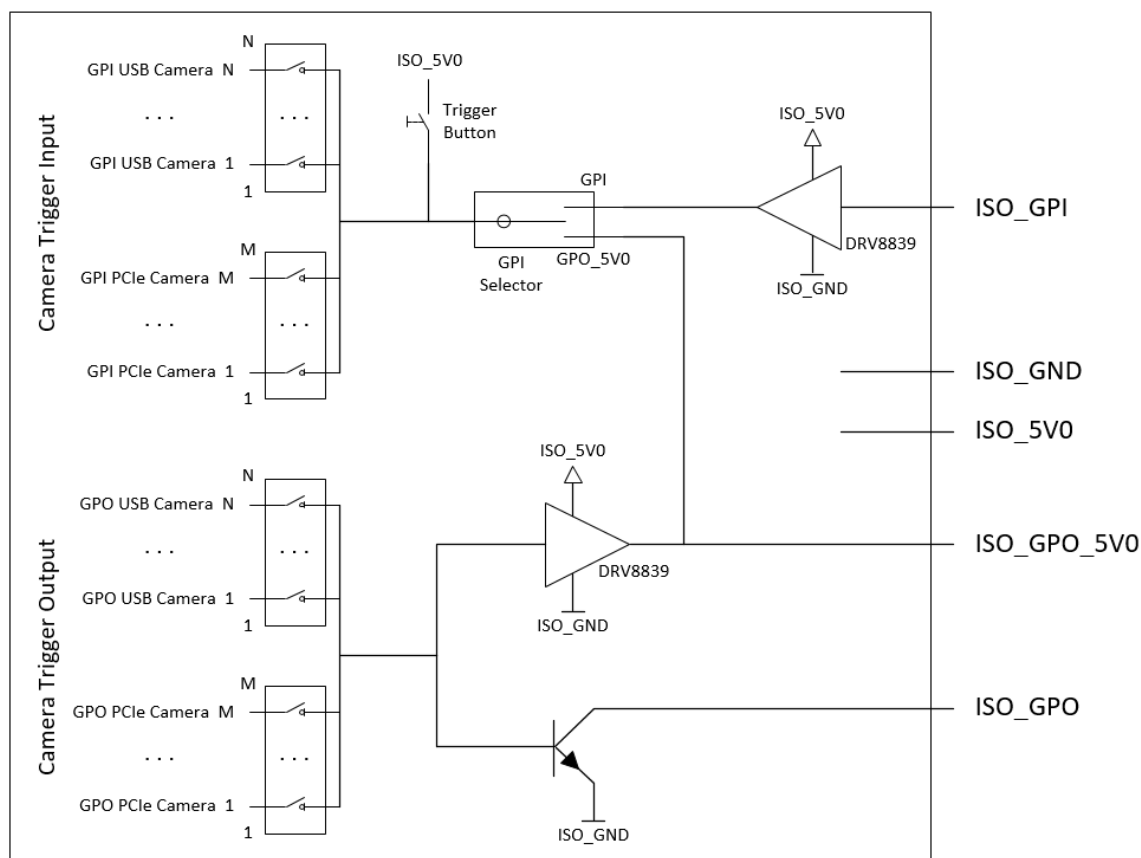 Camera Trigger Input
N
GPI USB Camera N
. . .
. . .
GPI USB Camera 1
1
M
GPI PCIe Camera M
. . .
. . .
GPI PCIe Camera 1
1
ISO_5V0
Trigger
Button
GPI
GPO_5V0
GPI
Selector
ISO_5V0
DRV8839
ISO_GND
ISO_GPI
ISO_GND
ISO_5V0
Camera Trigger Output
N
GPO USB Camera N
. . .
. . .
GPO USB Camera 1
1
M
GPO PCIe Camera M
. . .
. . .
GPO PCIe Camera 1
1
ISO_5V0
DRV8839
ISO_GND
ISO_GPO_5V0
ISO_GPO
ISO_GND